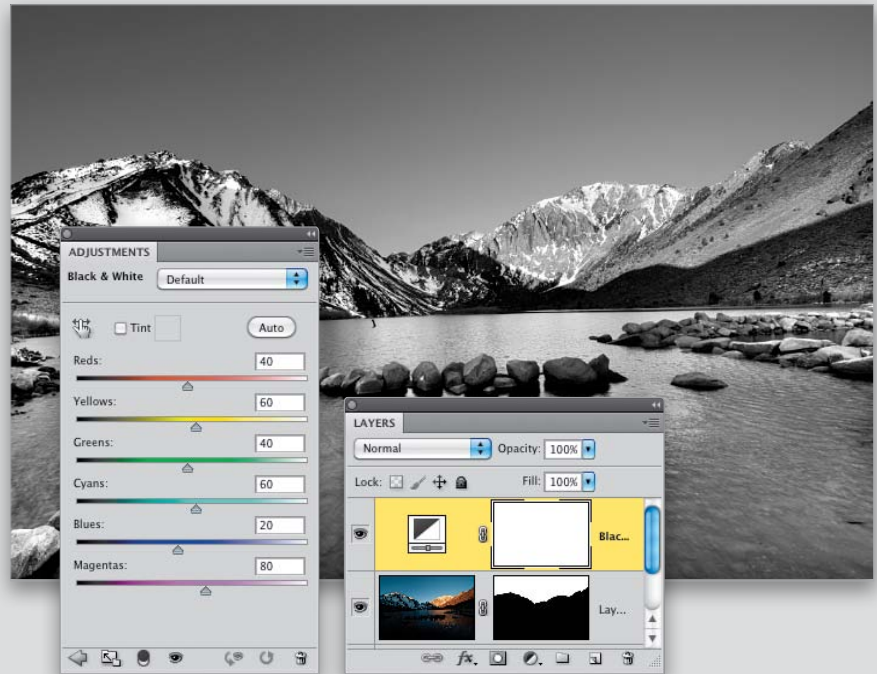 ADJUSTMENTS
Black & White Default
Tint Auto
Reds: 40
Yellows: 60
Greens: 40
Cyans: 60
Blues: 20
Magentas: 80
LAYERS
Normal Opacity: 100%
Lock: Fill: 100%
Blac...
Lay...
fx